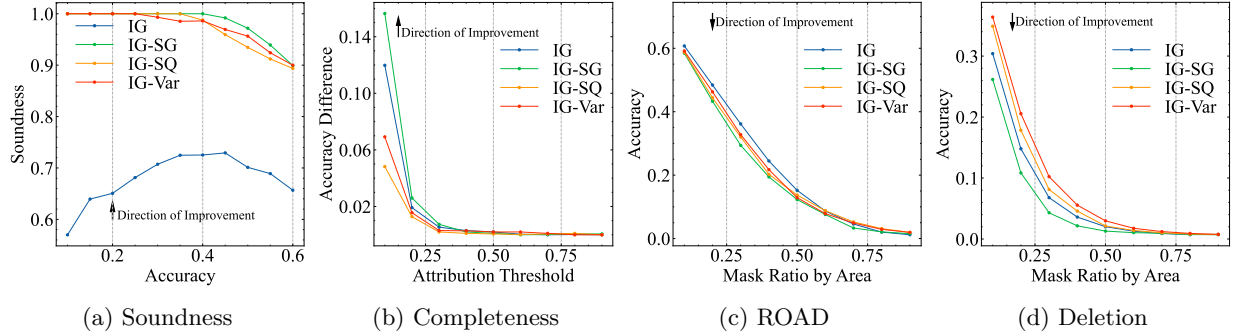 1.0
0.9
0.8
0.7
0.6
Soundness
IG
IG-SG
IG-SQ
IG-Var
Direction of Improvement
0.2
0.4
0.6
Accuracy
(a) Soundness
0.14
0.10
0.06
0.02
Accuracy Difference
Direction of Improvement
IG
IG-SG
IG-SQ
IG-Var
0.25
0.50
0.75
Attribution Threshold
(b) Completeness
0.6
0.4
0.2
0.0
Accuracy
Direction of Improvement
IG
IG-SG
IG-SQ
IG-Var
0.25
0.50
0.75
Mask Ratio by Area
(c) ROAD
0.3
0.2
0.1
0.0
Accuracy
Direction of Improvement
IG
IG-SG
IG-SQ
IG-Var
0.25
0.50
0.75
Mask Ratio by Area
(d) Deletion